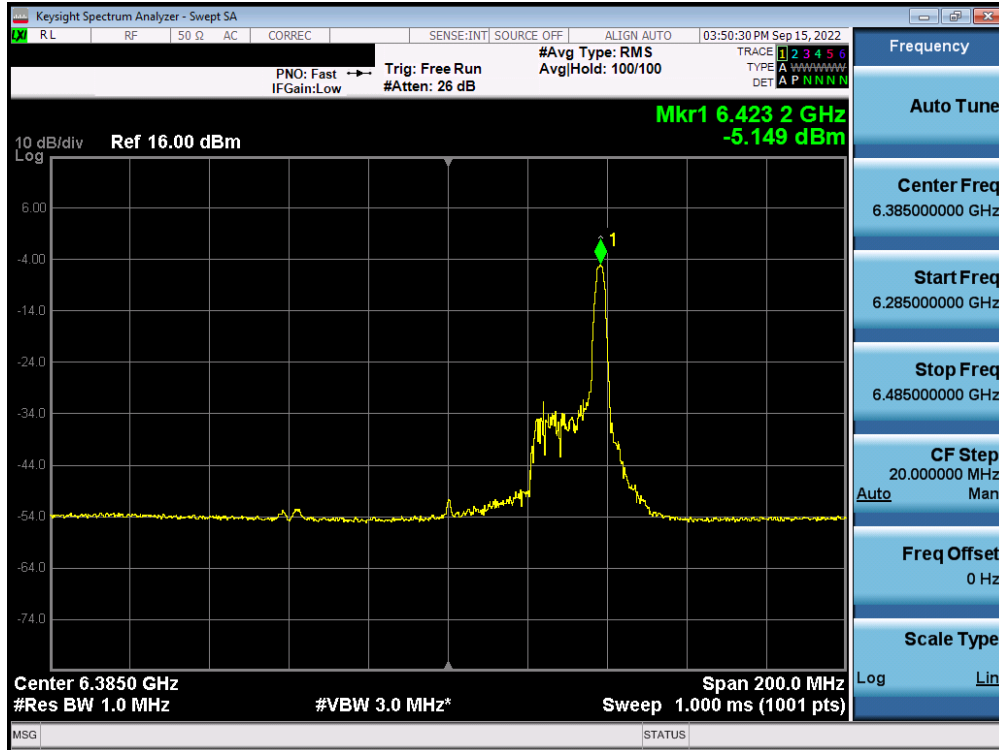 Keysight Spectrum Analyzer - Swept SA
LXI RL RF 50 Ω AC CORREC SENSE:INT SOURCE OFF ALIGN AUTO 03:50:30 PM Sep 15, 2022
PNO: Fast
IFGain:Low
Trig: Free Run
#Atten: 26 dB
#Avg Type: RMS
Avg|Hold: 100/100
TRACE 1 2 3 4 5 6
TYPE A WWWWW
DET A P N N N N
Mkr1 6.423 2 GHz
-5.149 dBm
10 dB/div Ref 16.00 dBm
Log
6.00
-4.00
-14.0
-24.0
-34.0
-44.0
-54.0
-64.0
-74.0
1
Center 6.3850 GHz Span 200.0 MHz
#Res BW 1.0 MHz #VBW 3.0 MHz* Sweep 1.000 ms (1001 pts)
MSG STATUS
Frequency
Auto Tune
Center Freq
6.385000000 GHz
Start Freq
6.285000000 GHz
Stop Freq
6.485000000 GHz
CF Step
20.000000 MHz
Auto Man
Freq Offset
0 Hz
Scale Type
Log Lin